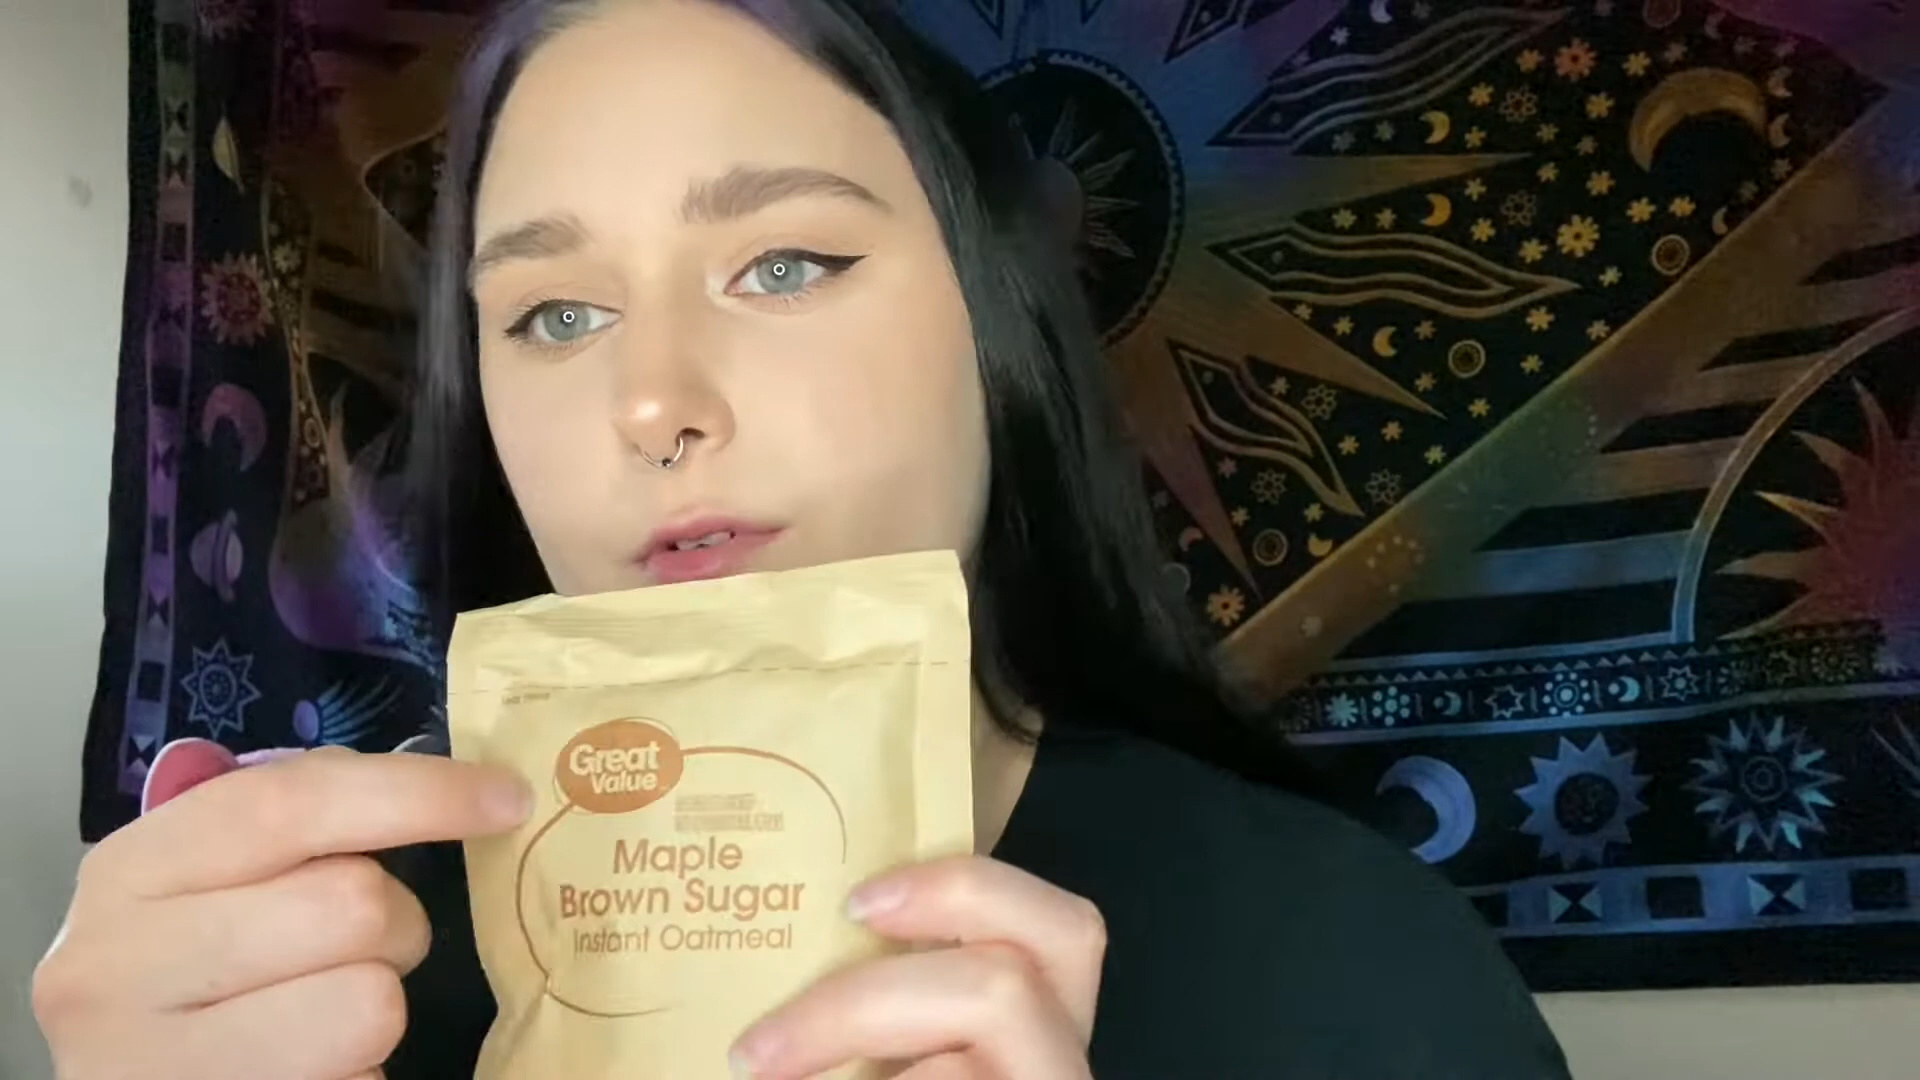 Great
Value
Maple
Brown Sugar
Instant Oatmeal